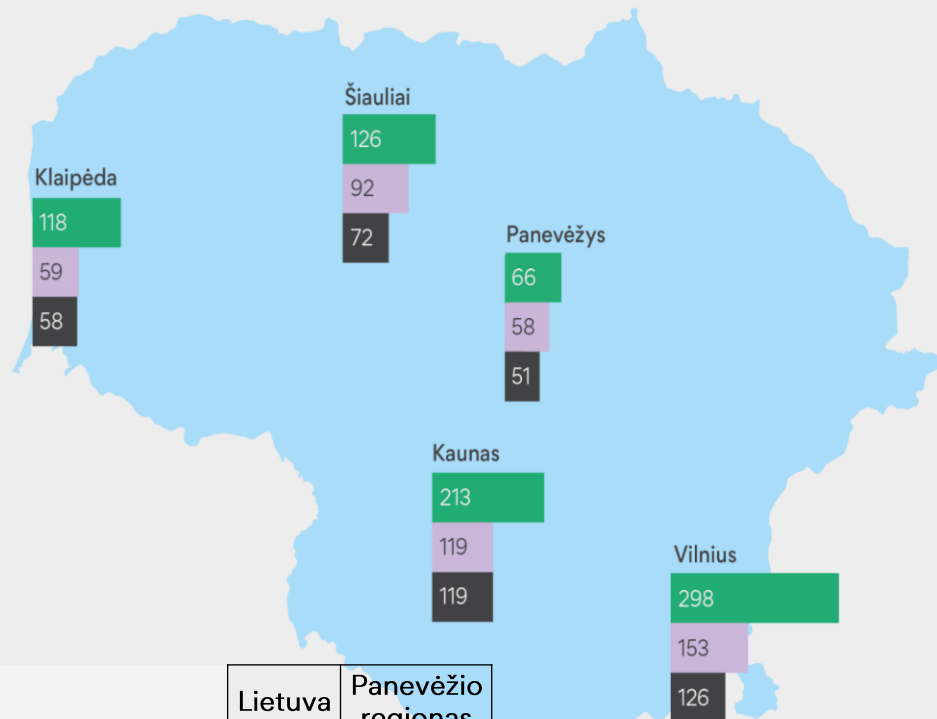 Šiauliai
126
92
72
Klaipėda
118
59
58
Panevėžys
66
58
51
Kaunas
213
119
119
Vilnius
298
153
126
Lietuva
Panevėžio
regionas